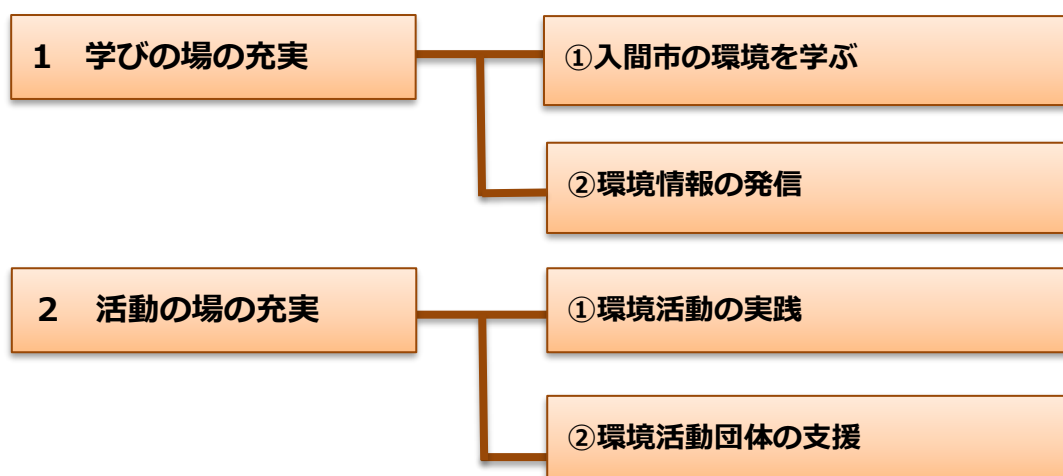 1 学びの場の充実
①入間市の環境を学ぶ
②環境情報の発信
2 活動の場の充実
①環境活動の実践
②環境活動団体の支援